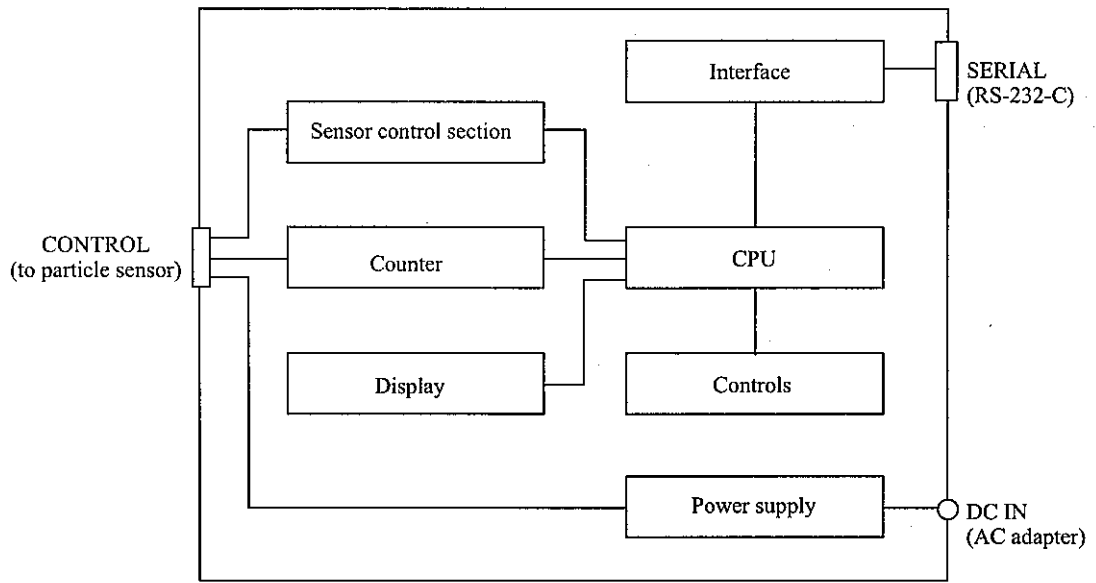 Interface
SERIAL
(RS-232-C)
Sensor control section
CONTROL
(to particle sensor)
Counter
CPU
Display
Controls
Power supply
DC IN
(AC adapter)